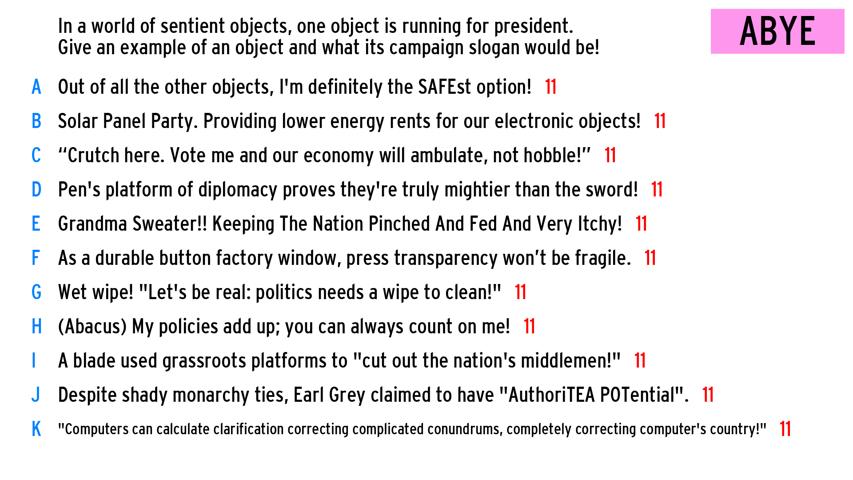 In a world of sentient objects, one object is running for president.
Give an example of an object and what its campaign slogan would be!
ABYE
A Out of all the other objects, I'm definitely the SAFEst option! 11
B Solar Panel Party. Providing lower energy rents for our electronic objects! 11
C “Crutch here. Vote me and our economy will ambulate, not hobble!” 11
D Pen's platform of diplomacy proves they're truly mightier than the sword! 11
E Grandma Sweater!! Keeping The Nation Pinched And Fed And Very Itchy! 11
F As a durable button factory window, press transparency won’t be fragile. 11
G Wet wipe! "Let's be real: politics needs a wipe to clean!" 11
H (Abacus) My policies add up; you can always count on me! 11
I A blade used grassroots platforms to "cut out the nation's middlemen!" 11
J Despite shady monarchy ties, Earl Grey claimed to have "AuthoriTEA POTential". 11
K "Computers can calculate clarification correcting complicated conundrums, completely correcting computer's country!" 11